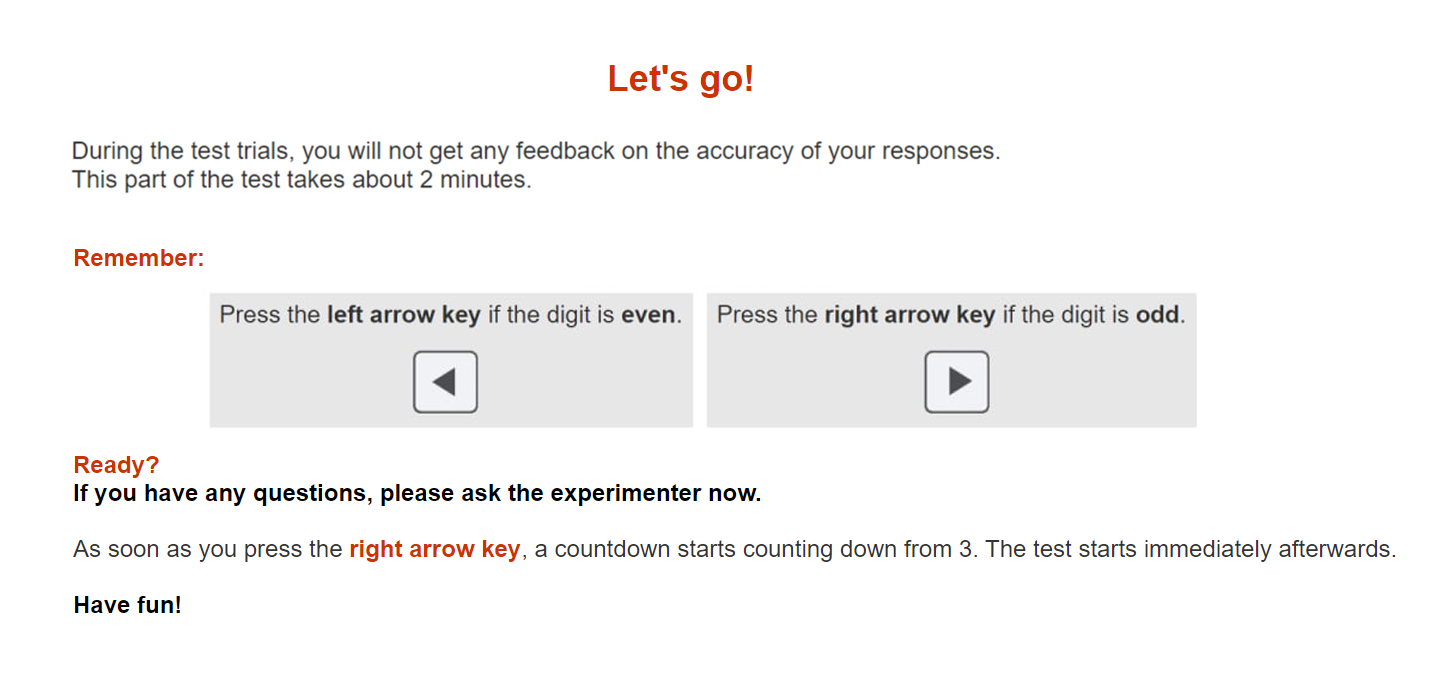 Let's go!
During the test trials, you will not get any feedback on the accuracy of your responses.
This part of the test takes about 2 minutes.
Remember:
Press the left arrow key if the digit is even.
Press the right arrow key if the digit is odd.
Ready?
If you have any questions, please ask the experimenter now.
As soon as you press the right arrow key, a countdown starts counting down from 3. The test starts immediately afterwards.
Have fun!